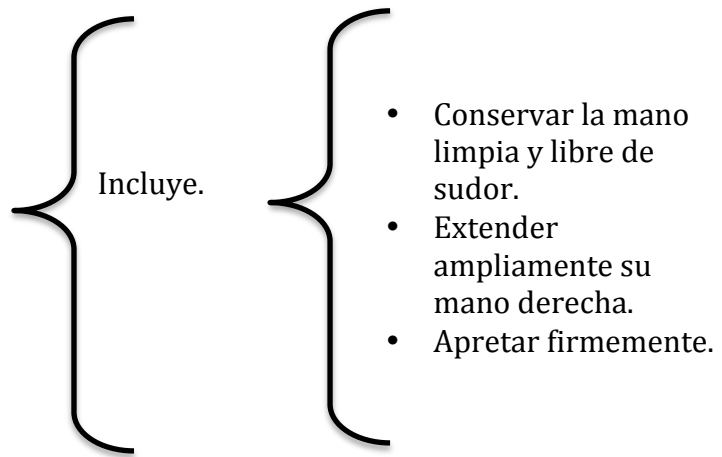 Incluye.
• Conservar la mano
limpia y libre de
sudor.
• Extender
ampliamente su
mano derecha.
• Apretar firmemente.